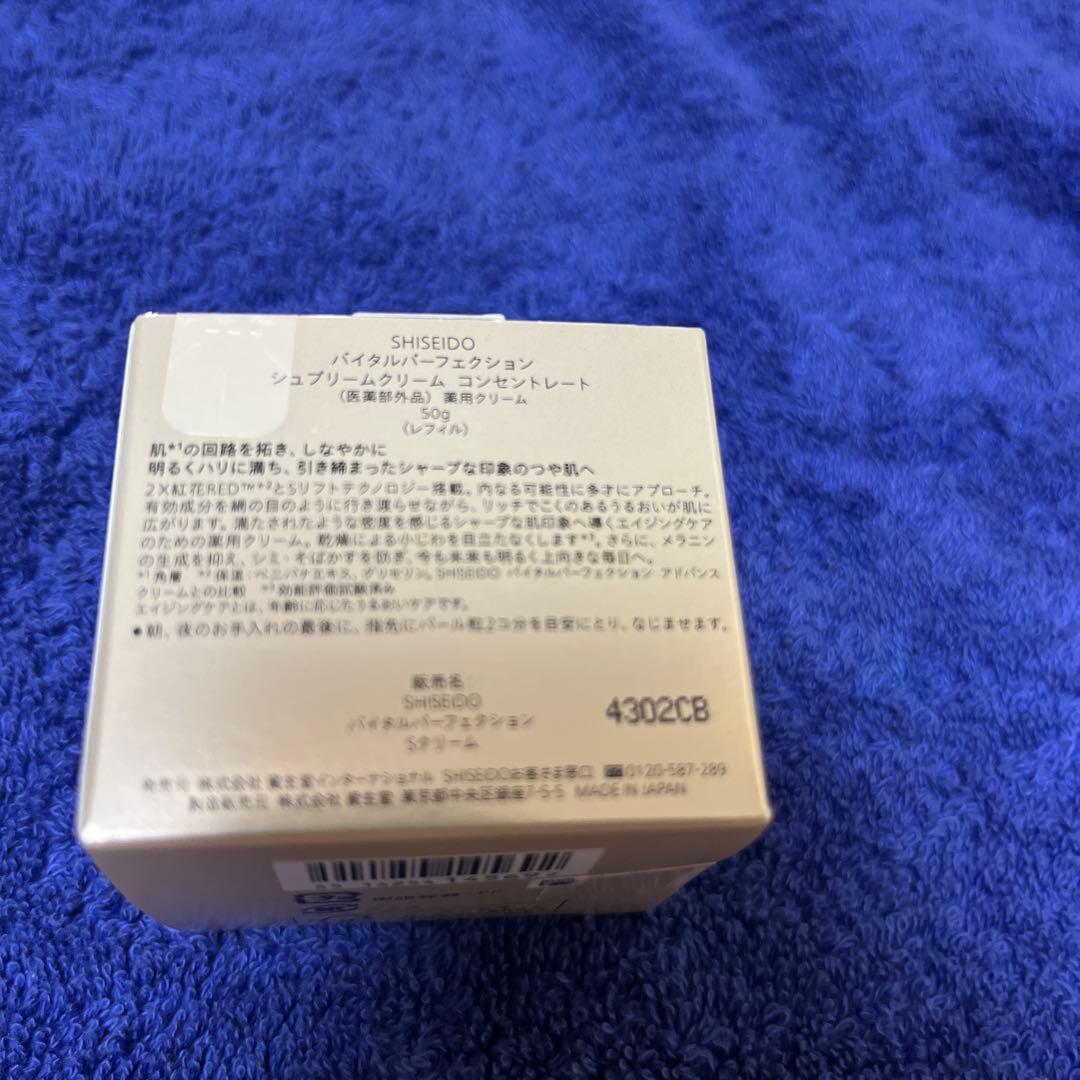 SHISEIDO
バイタルパーフェクション
シュプリームクリーム コンセントレート
（医薬部外品） 薬用クリーム
50g
（レフィル）
肌*1の回路を拓き、しなやかに
明るくハリに満ち、引き締まったシャープな印象のつや肌へ
2X紅花RED™*2とSリフトテクノロジー搭載。内なる可能性に多才にアプローチ。
有効成分を網の目のように行き渡らせながら、リッチでこくのあるうるおいが肌に
広がります。満たされたような密度を感じるシャープな肌印象へ導くエイジングケア
のための薬用クリーム。乾燥による小じわを目立たなくします*3。さらに、メラニン
の生成を抑え、シミ・そばかすを防ぎ、今も未来も明るく上向きな毎日へ。
*1 角層 *2 保湿：ベニバナエキス、グリセリン。SHISEIDO バイタルパーフェクション アドバンス
クリームとの比較 *3 効能評価試験済み
エイジングケアとは、年齢に応じたうるおいケアです。
●朝、夜のお手入れの最後に、指先にパール粒2コ分を目安にとり、なじませます。
販売名：
SHISEIDO
バイタルパーフェクション
Sクリーム
4302CB
発売元 株式会社 資生堂インターナショナル SHISEIDOお客さま窓口 0120-587-289
製造販売元 株式会社 資生堂 東京都中央区銀座7-5-5 MADE IN JAPAN